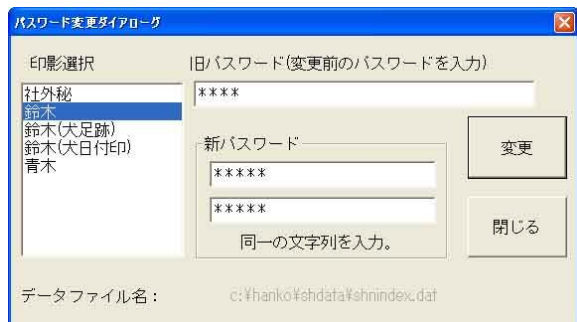 パスワード変更ダイアローグ
印影選択
旧パスワード(変更前のパスワードを入力)
社外秘
鈴木
鈴木(犬足跡)
鈴木(犬日付印)
青木
****
新パスワード
*****
*****
同一の文字列を入力。
変更
閉じる
データファイル名：
c:¥hanko¥shdata¥shnindex.dat